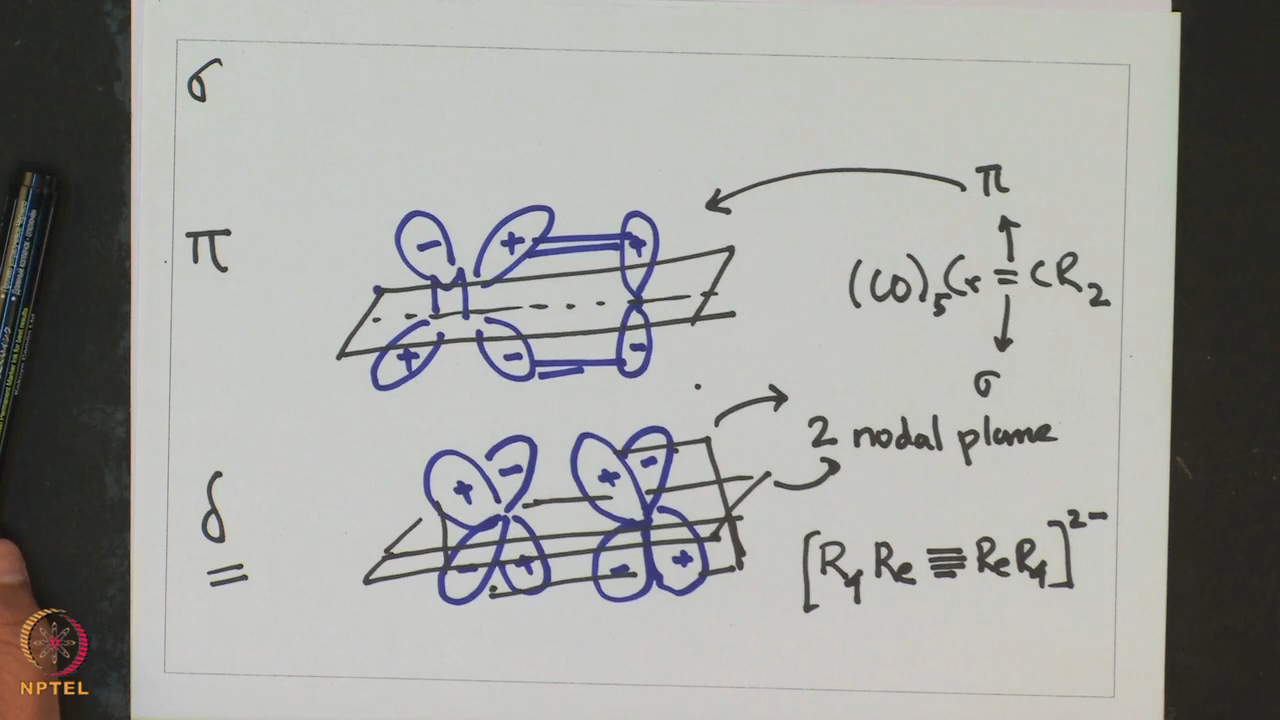 σ
π
- + +
M
+ - -
π
(CO)₅Cr = CR₂
σ
δ
+ - + -
- + - +
2 nodal plane
[R₄Re ≣ ReR₄]²⁻
NPTEL